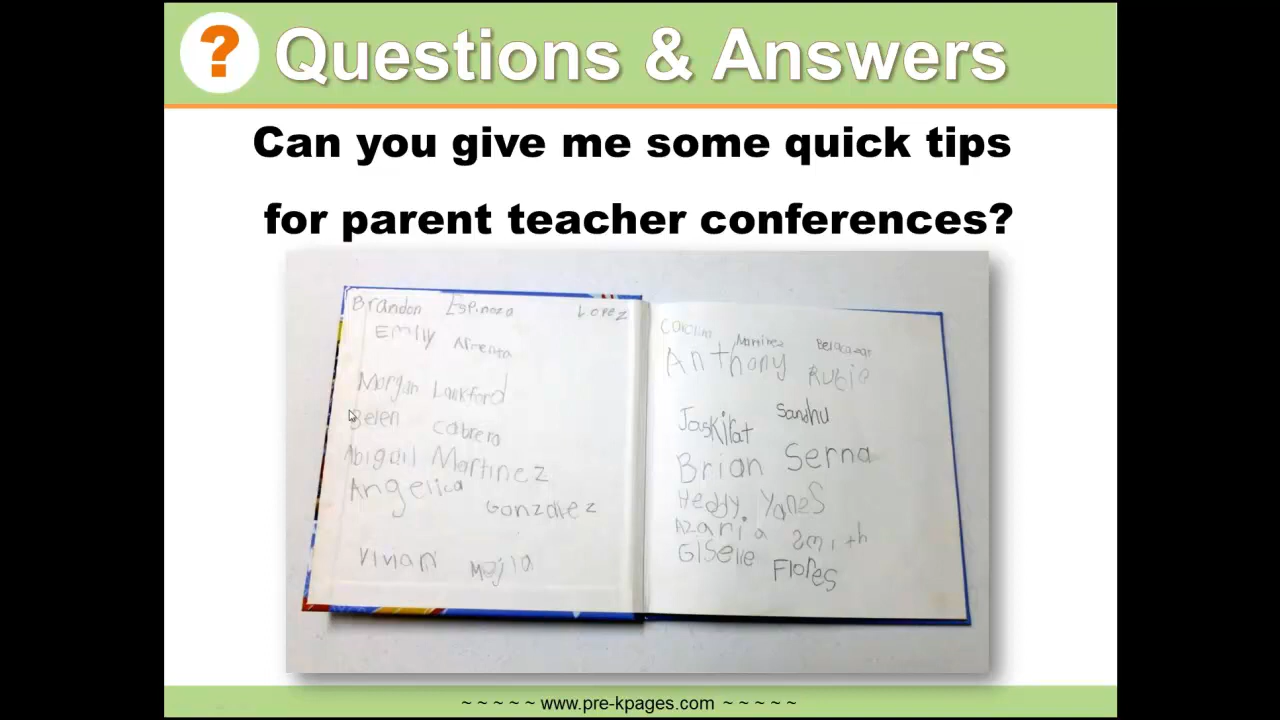 ? Questions & Answers
Can you give me some quick tips
for parent teacher conferences?
Brandon Espinoza Lopez
Emily Armenta
Morgan Lankford
Belen Cabrera
Abigail Martinez
Angelica Gonzalez
Vivian Mejia
Martinez
Anthony Rubio
Jaskirat Sandhu
Brian Serna
Heddy Yanes
Azaria Smith
Giselle Flores
~ ~ ~ ~ ~ www.pre-kpages.com ~ ~ ~ ~ ~